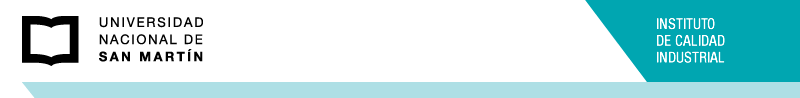 UNIVERSIDAD
NACIONAL DE
SAN MARTÍN
INSTITUTO
DE CALIDAD
INDUSTRIAL